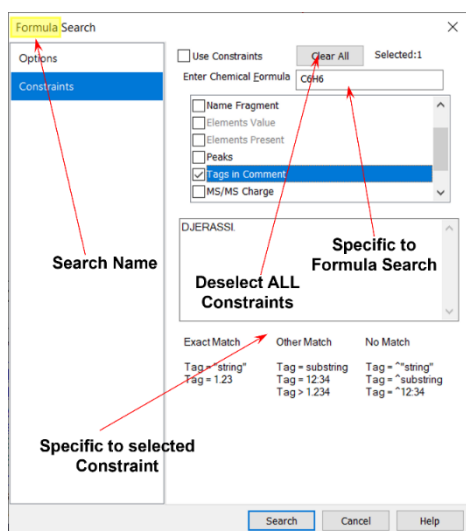 Formula Search
Options
Constraints
Use Constraints
Clear All
Selected:1
Enter Chemical Formula
C6H6
Name Fragment
Elements Value
Elements Present
Peaks
Tags in Comment
MS/MS Charge
DJERASSI.
Search Name
Deselect ALL
Constraints
Specific to
Formula Search
Exact Match Other Match No Match
Tag = "string" Tag = substring Tag = ^"string"
Tag = 1.23 Tag = 12:34 Tag = ^substring
Tag > 1.234 Tag = ^12:34
Specific to selected
Constraint
Search Cancel Help